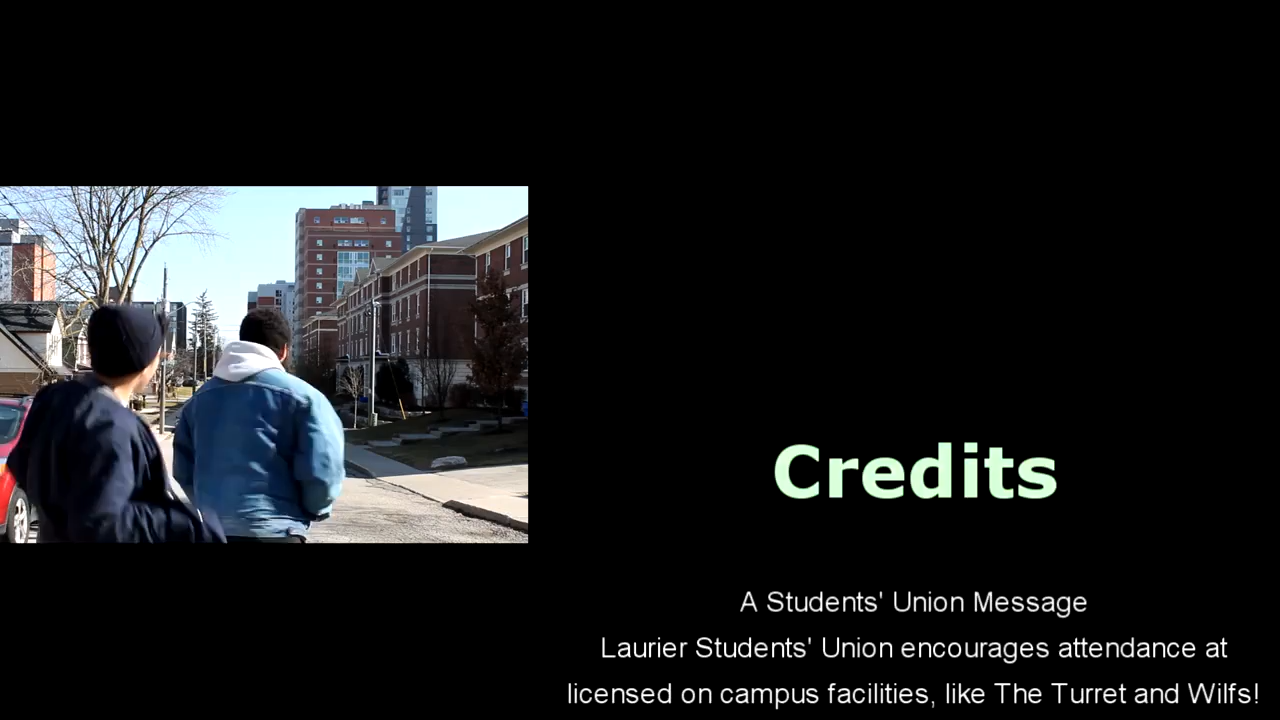 Credits
A Students' Union Message
Laurier Students' Union encourages attendance at
licensed on campus facilities, like The Turret and Wilfs!